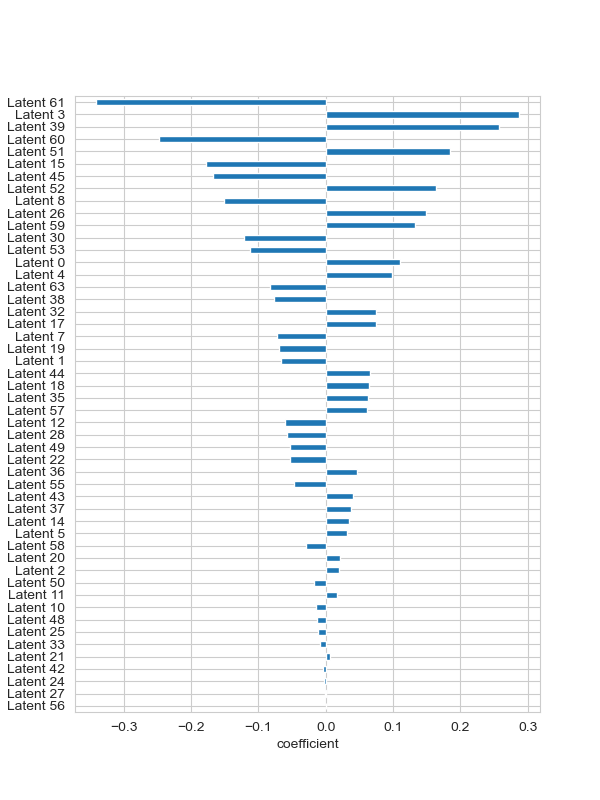 Latent 61
Latent 3
Latent 39
Latent 60
Latent 51
Latent 15
Latent 45
Latent 52
Latent 8
Latent 26
Latent 59
Latent 30
Latent 53
Latent 0
Latent 4
Latent 63
Latent 38
Latent 32
Latent 17
Latent 7
Latent 19
Latent 1
Latent 44
Latent 18
Latent 35
Latent 57
Latent 12
Latent 28
Latent 49
Latent 22
Latent 36
Latent 55
Latent 43
Latent 37
Latent 14
Latent 5
Latent 58
Latent 20
Latent 2
Latent 50
Latent 11
Latent 10
Latent 48
Latent 25
Latent 33
Latent 21
Latent 42
Latent 24
Latent 27
Latent 56
−0.3 −0.2 −0.1 0.0 0.1 0.2 0.3
coefficient